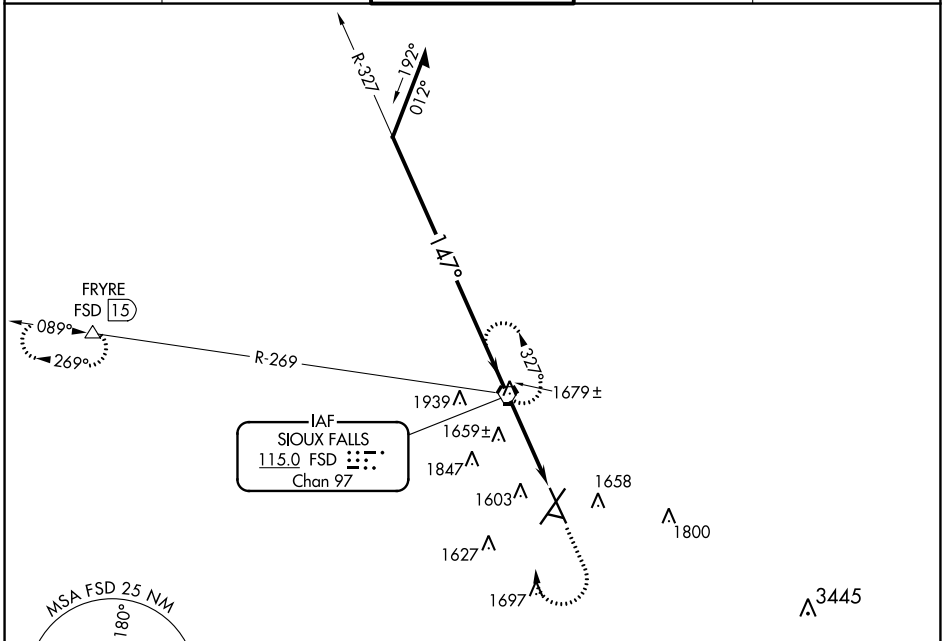 R-327
192°
012°
147°
FRYRE
FSD 15
089°
269°
R-269
327°
1679±
1939
IAF
SIOUX FALLS
115.0 FSD
Chan 97
1659±
1847
1603
1658
1800
1627
1697
3445
MSA FSD 25 NM
180°